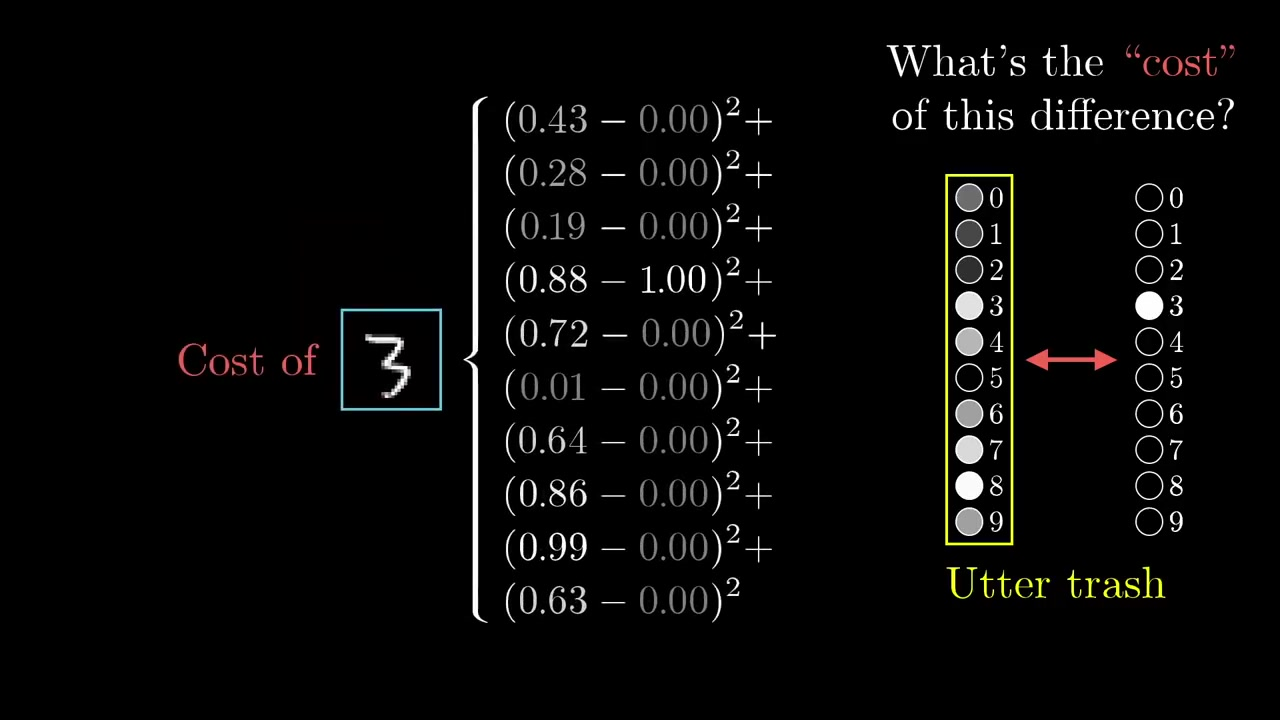 What's the “cost”
of this difference?
Cost of
3
(0.43 − 0.00)²+
(0.28 − 0.00)²+
(0.19 − 0.00)²+
(0.88 − 1.00)²+
(0.72 − 0.00)²+
(0.01 − 0.00)²+
(0.64 − 0.00)²+
(0.86 − 0.00)²+
(0.99 − 0.00)²+
(0.63 − 0.00)²
0 0
1 1
2 2
3 3
4 4
5 5
6 6
7 7
8 8
9 9
Utter trash